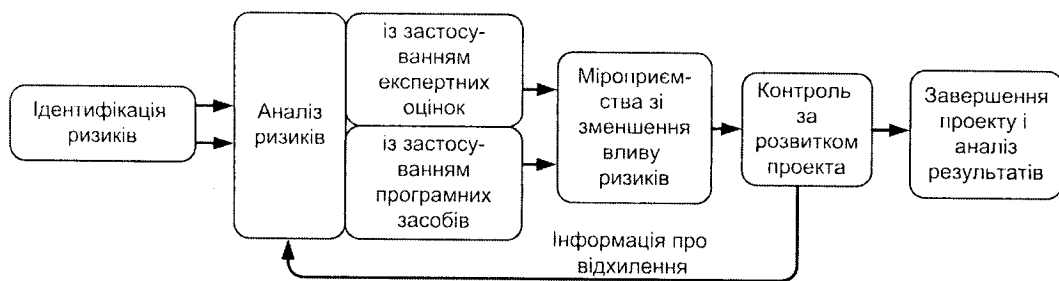 Ідентифікація
ризиків
Аналіз
ризиків
із застосу-
ванням
експертних
оцінок
із застосу-
ванням
програмних
засобів
Міроприєм-
ства зі
зменшення
вливу
ризиків
Контроль
за
розвитком
проекта
Завершення
проекту і
аналіз
результатів
Інформація про
відхилення